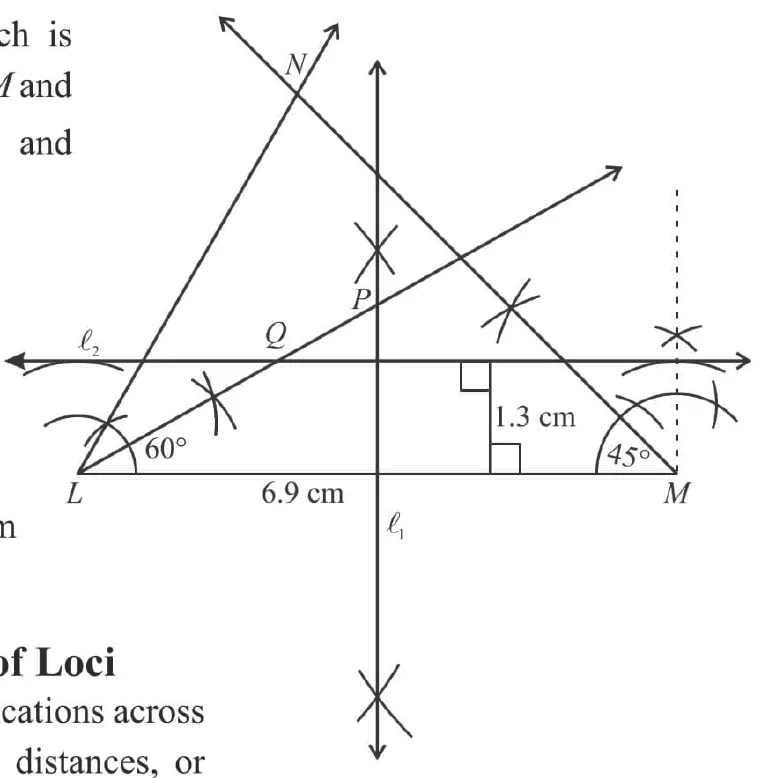 ch is
M and
and
N
P
Q
ℓ₂
1.3 cm
60°
45°
L
6.9 cm
M
m
ℓ₁
of Loci
ications across
distances, or